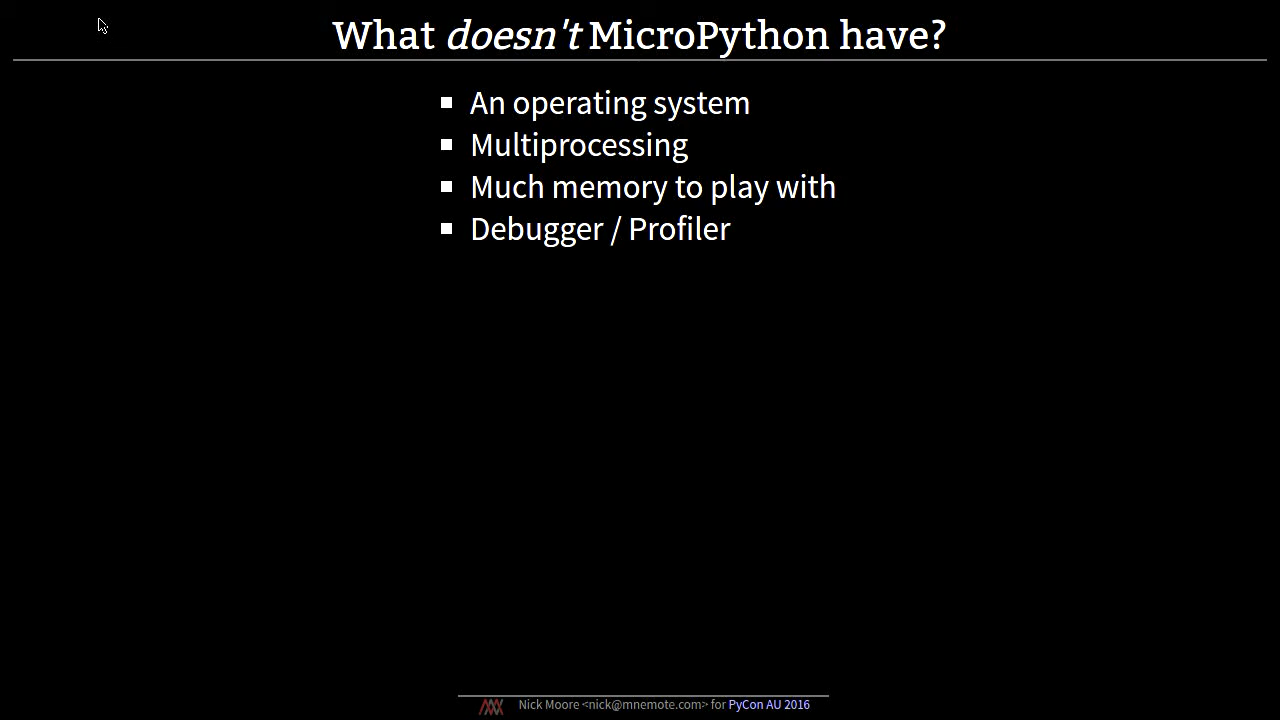 What doesn't MicroPython have?
An operating system
Multiprocessing
Much memory to play with
Debugger / Profiler
Nick Moore <nick@mnemote.com> for PyCon AU 2016